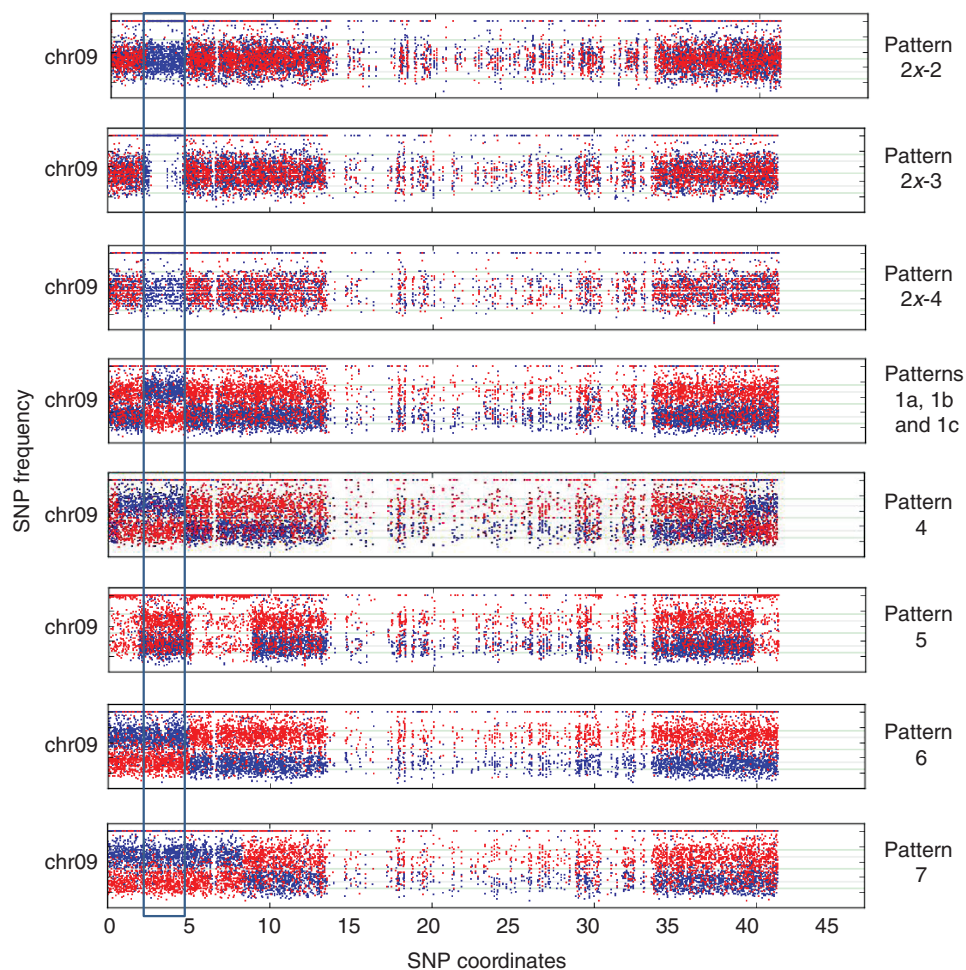 chr09
Pattern
2x-2
chr09
Pattern
2x-3
chr09
Pattern
2x-4
chr09
Patterns
1a, 1b
and 1c
SNP frequency
chr09
Pattern
4
chr09
Pattern
5
chr09
Pattern
6
chr09
Pattern
7
0 5 10 15 20 25 30 35 40 45
SNP coordinates